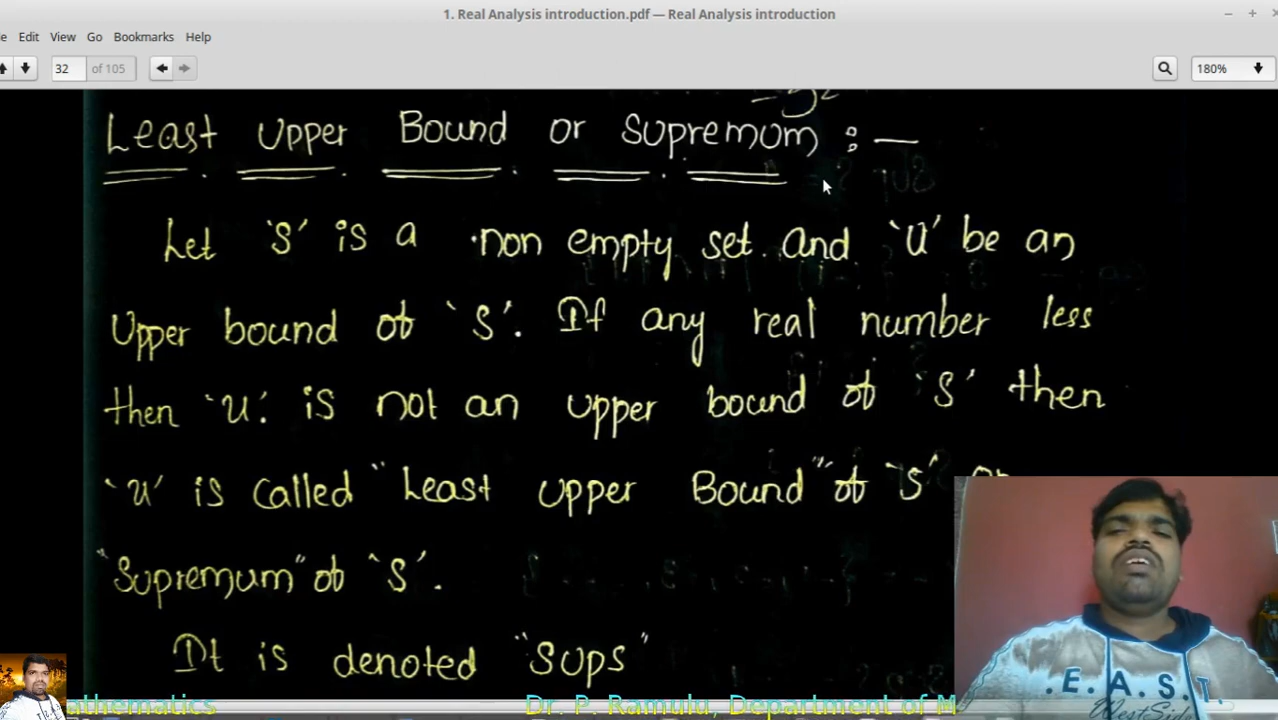 1. Real Analysis introduction.pdf — Real Analysis introduction
Edit View Go Bookmarks Help
32 of 105 180%
Least Upper Bound or Supremum :—
Let 'S' is a non empty set and 'U' be an
Upper bound of 'S'. If any real number less
then 'u'. is not an upper bound of 'S' then
'u' is called "Least upper Bound" of 'S' or
"Supremum" of 'S'.
It is denoted "Sups"
.E.A.S.T.
WestSid
athematics Dr. P. Ramulu, Department of M